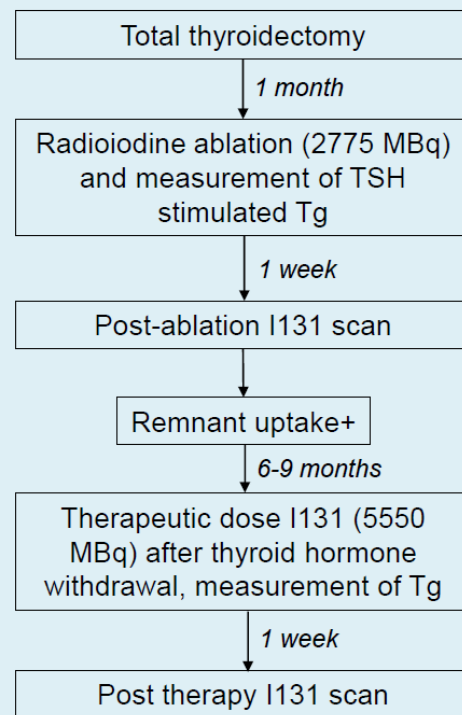 Total thyroidectomy
1 month
Radioiodine ablation (2775 MBq)
and measurement of TSH
stimulated Tg
1 week
Post-ablation I131 scan
Remnant uptake+
6-9 months
Therapeutic dose I131 (5550
MBq) after thyroid hormone
withdrawal, measurement of Tg
1 week
Post therapy I131 scan